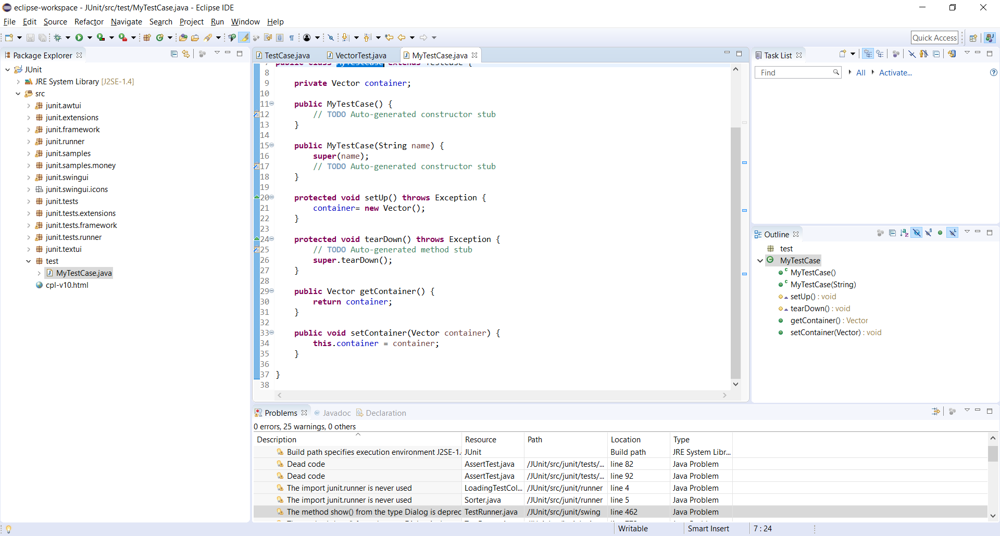 eclipse-workspace - JUnit/src/test/MyTestCase.java - Eclipse IDE
File Edit Source Refactor Navigate Search Project Run Window Help
Quick Access
Package Explorer
JUnit
JRE System Library [J2SE-1.4]
src
junit.awtui
junit.extensions
junit.framework
junit.runner
junit.samples
junit.samples.money
junit.swingui
junit.swingui.icons
junit.tests
junit.tests.extensions
junit.tests.framework
junit.tests.runner
junit.textui
test
MyTestCase.java
cpl-v10.html
TestCase.java VectorTest.java MyTestCase.java
7 public class MyTestCase extends TestCase {
8
9 private Vector container;
10
11 public MyTestCase() {
12 // TODO Auto-generated constructor stub
13 }
14
15 public MyTestCase(String name) {
16 super(name);
17 // TODO Auto-generated constructor stub
18 }
19
20 protected void setUp() throws Exception {
21 container= new Vector();
22 }
23
24 protected void tearDown() throws Exception {
25 // TODO Auto-generated method stub
26 super.tearDown();
27 }
28
29 public Vector getContainer() {
30 return container;
31 }
32
33 public void setContainer(Vector container) {
34 this.container = container;
35 }
36
37 }
38
Task List
Find All Activate...
Outline
test
MyTestCase
MyTestCase()
MyTestCase(String)
setUp() : void
tearDown() : void
getContainer() : Vector
setContainer(Vector) : void
Problems @ Javadoc Declaration
0 errors, 25 warnings, 0 others
Description Resource Path Location Type
Build path specifies execution environment J2SE-1. JUnit Build path JRE System Libr...
Dead code AssertTest.java /JUnit/src/junit/tests/... line 82 Java Problem
Dead code AssertTest.java /JUnit/src/junit/tests/... line 92 Java Problem
The import junit.runner is never used LoadingTestCol... /JUnit/src/junit/runner line 4 Java Problem
The import junit.runner is never used Sorter.java /JUnit/src/junit/runner line 5 Java Problem
The method show() from the type Dialog is deprec TestRunner.java /JUnit/src/junit/swing line 462 Java Problem
Writable Smart Insert 7 : 24